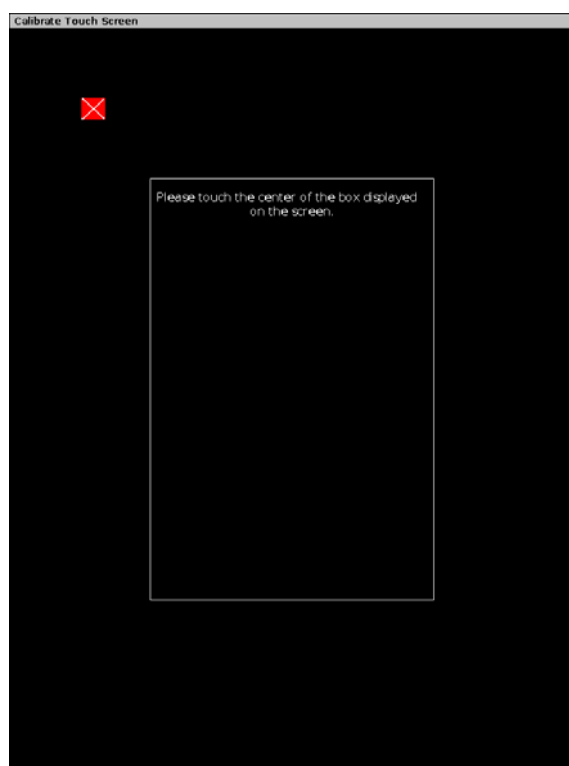 Calibrate Touch Screen
Please touch the center of the box displayed
on the screen.